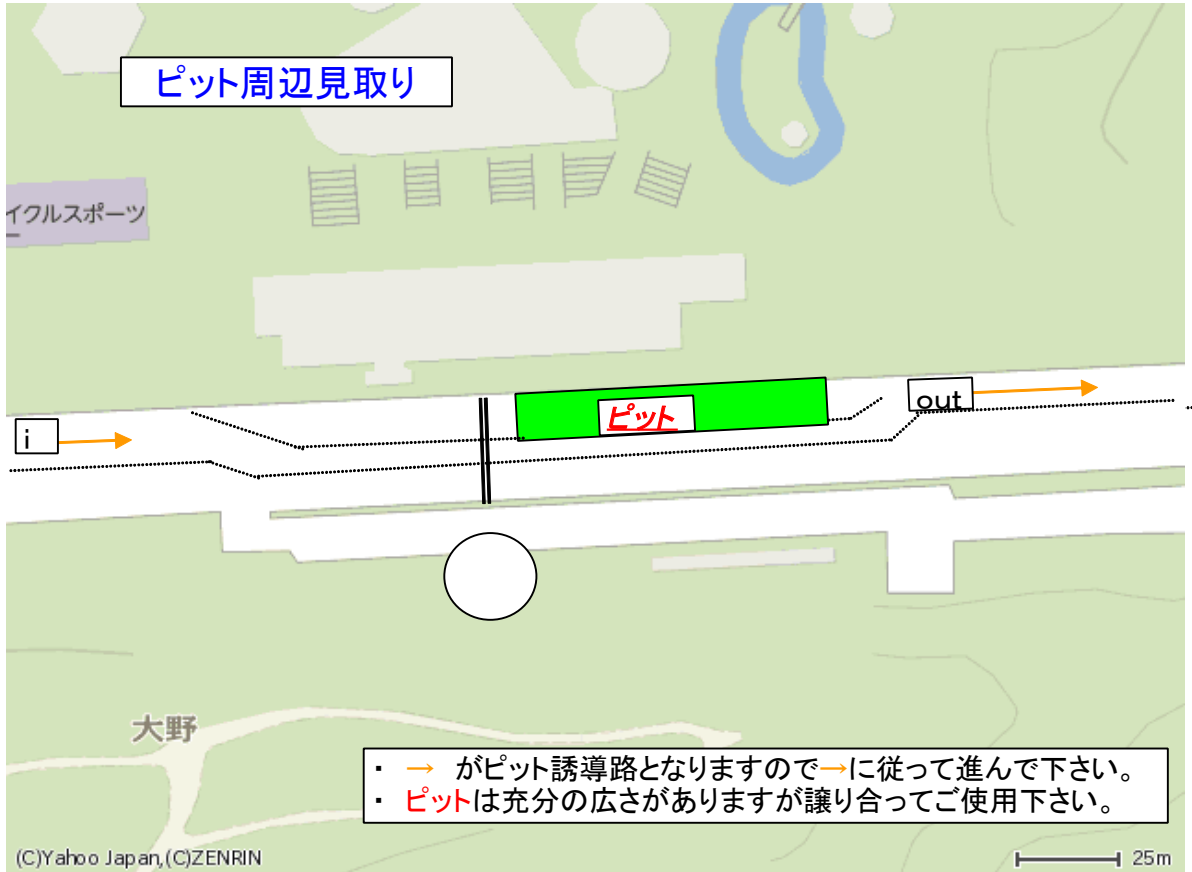 ピット周辺見取り
イクルスポーツ
ピット
out
i
大野
・ → がピット誘導路となりますので→に従って進んで下さい。
・ ピットは充分の広さがありますが譲り合ってご使用下さい。
(C)Yahoo Japan,(C)ZENRIN
25m